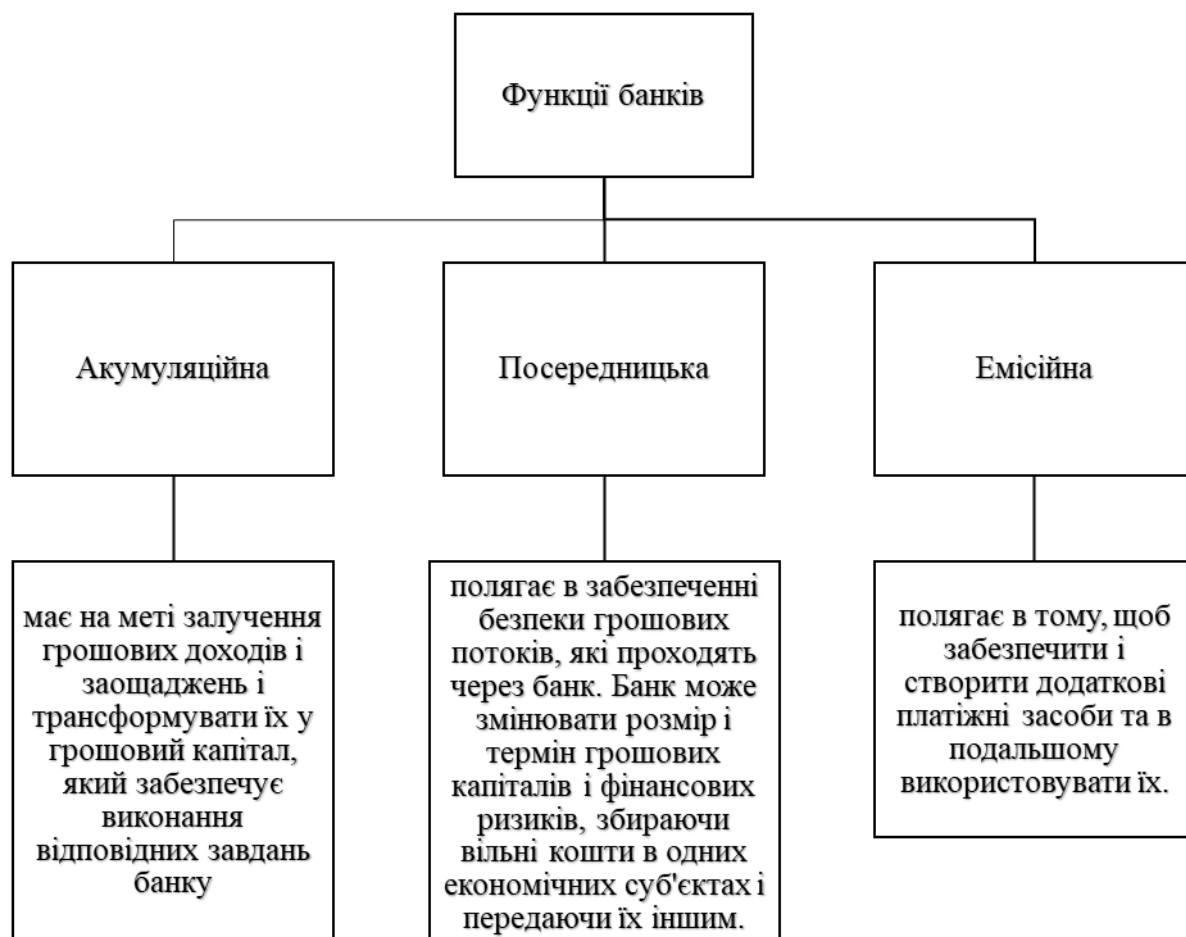 Функції банків
Акумуляційна
Посередницька
Емісійна
має на меті залучення
грошових доходів і
заощаджень і
трансформувати їх у
грошовий капітал,
який забезпечує
виконання
відповідних завдань
банку
полягає в забезпеченні
безпеки грошових
потоків, які проходять
через банк. Банк може
змінювати розмір і
термін грошових
капіталів і фінансових
ризиків, збираючи
вільні кошти в одних
економічних суб'єктах і
передаючи їх іншим.
полягає в тому, щоб
забезпечити і
створити додаткові
платіжні засоби та в
подальшому
використовувати їх.